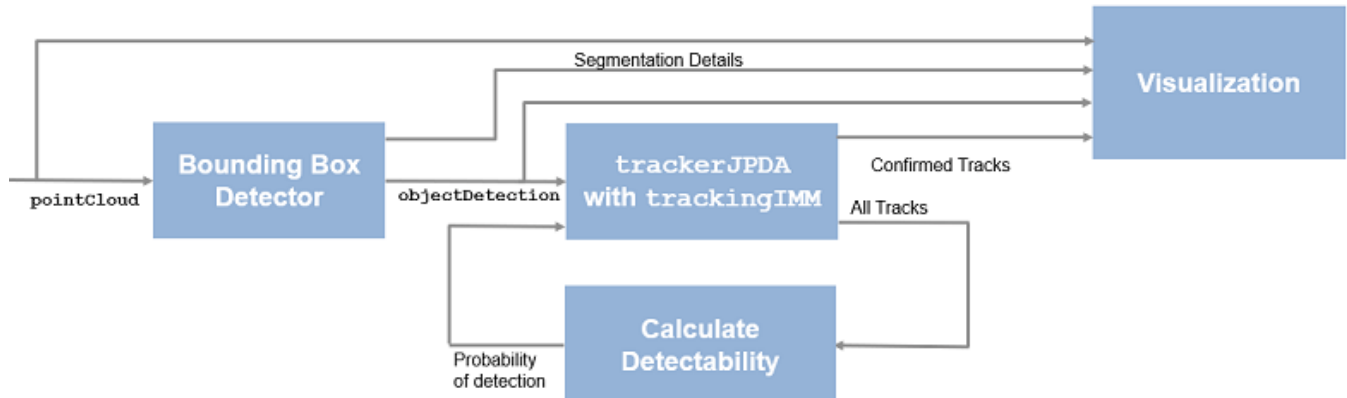 Segmentation Details
Visualization
Bounding Box
Detector
pointCloud
objectDetection
trackerJPDA
with trackingIMM
Confirmed Tracks
All Tracks
Calculate
Detectability
Probability
of detection